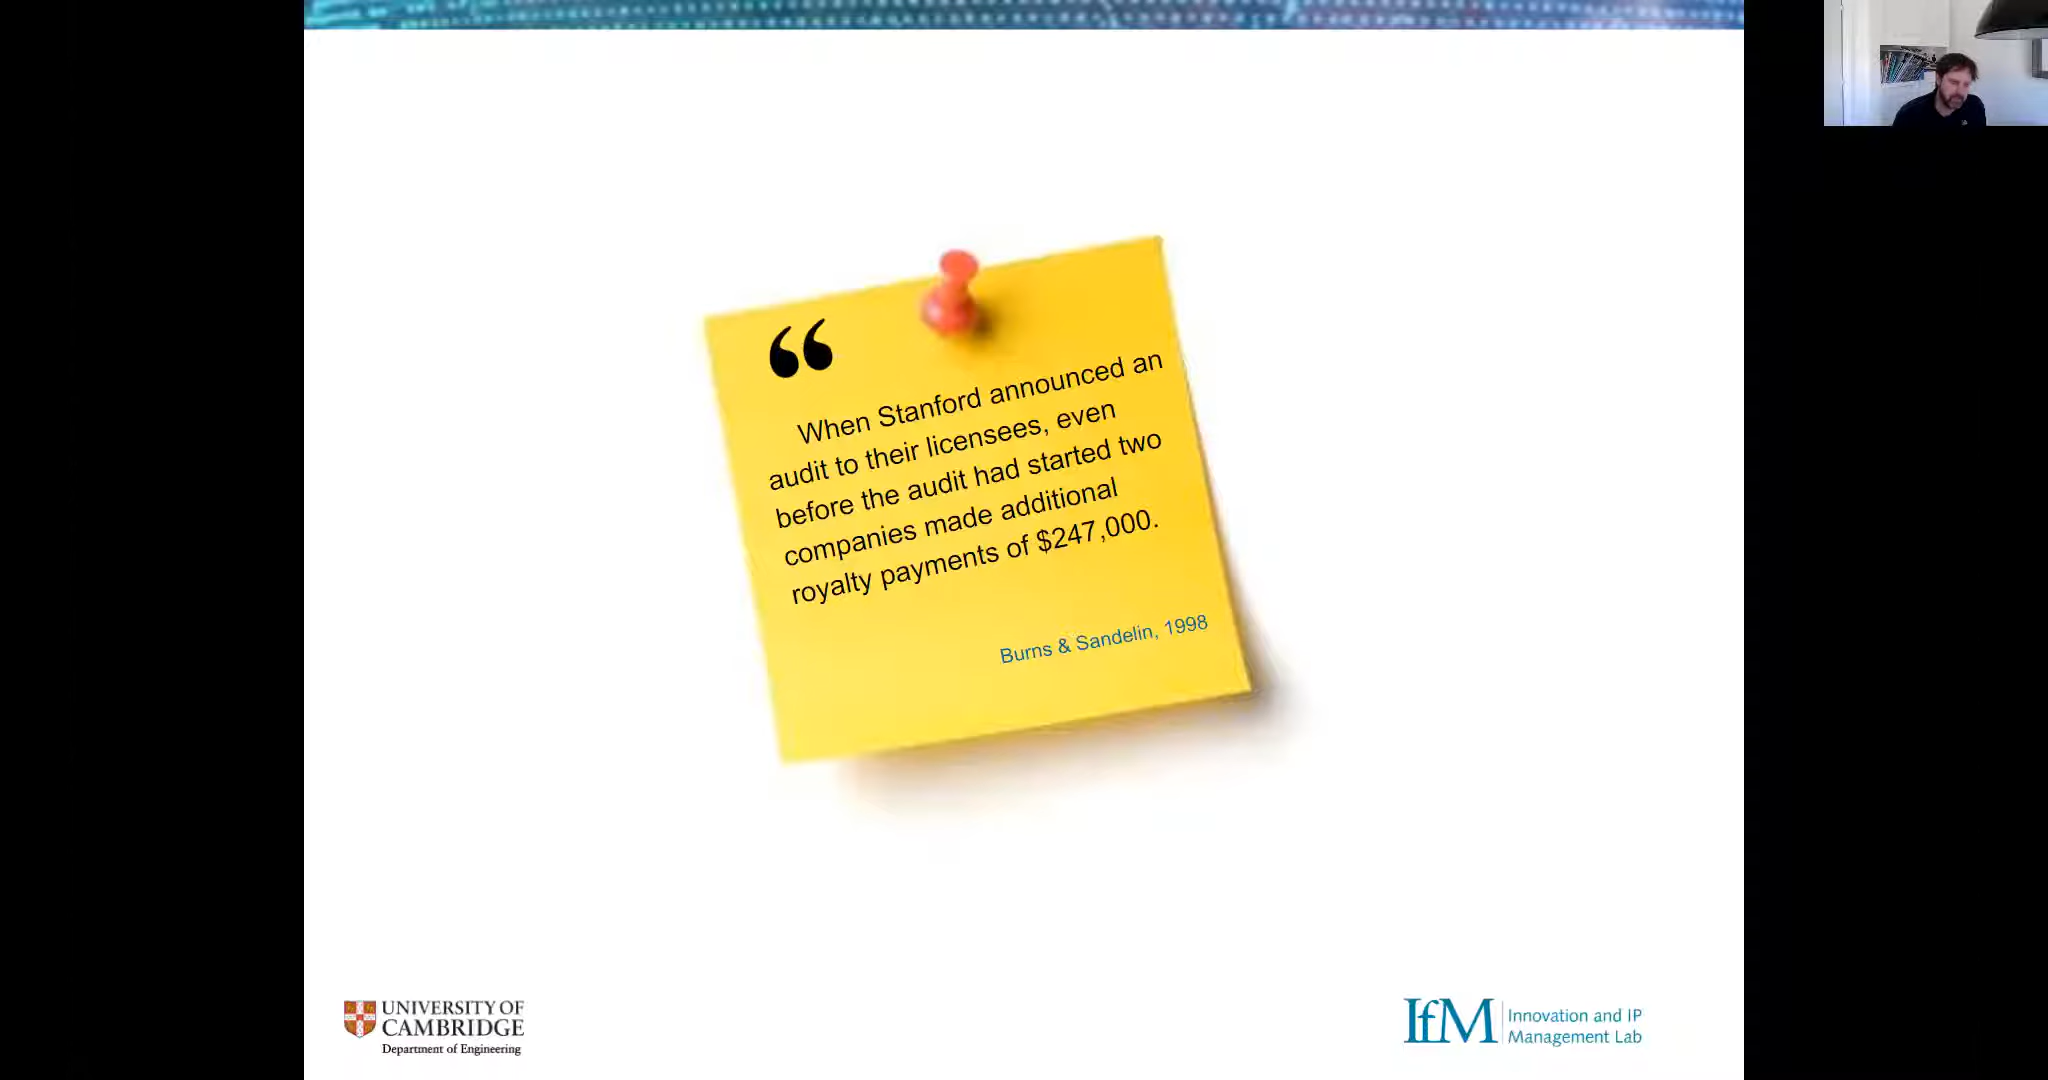 “
When Stanford announced an
audit to their licensees, even
before the audit had started two
companies made additional
royalty payments of $247,000.
Burns & Sandelin, 1998
UNIVERSITY OF
CAMBRIDGE
Department of Engineering
IfM
Innovation and IP
Management Lab